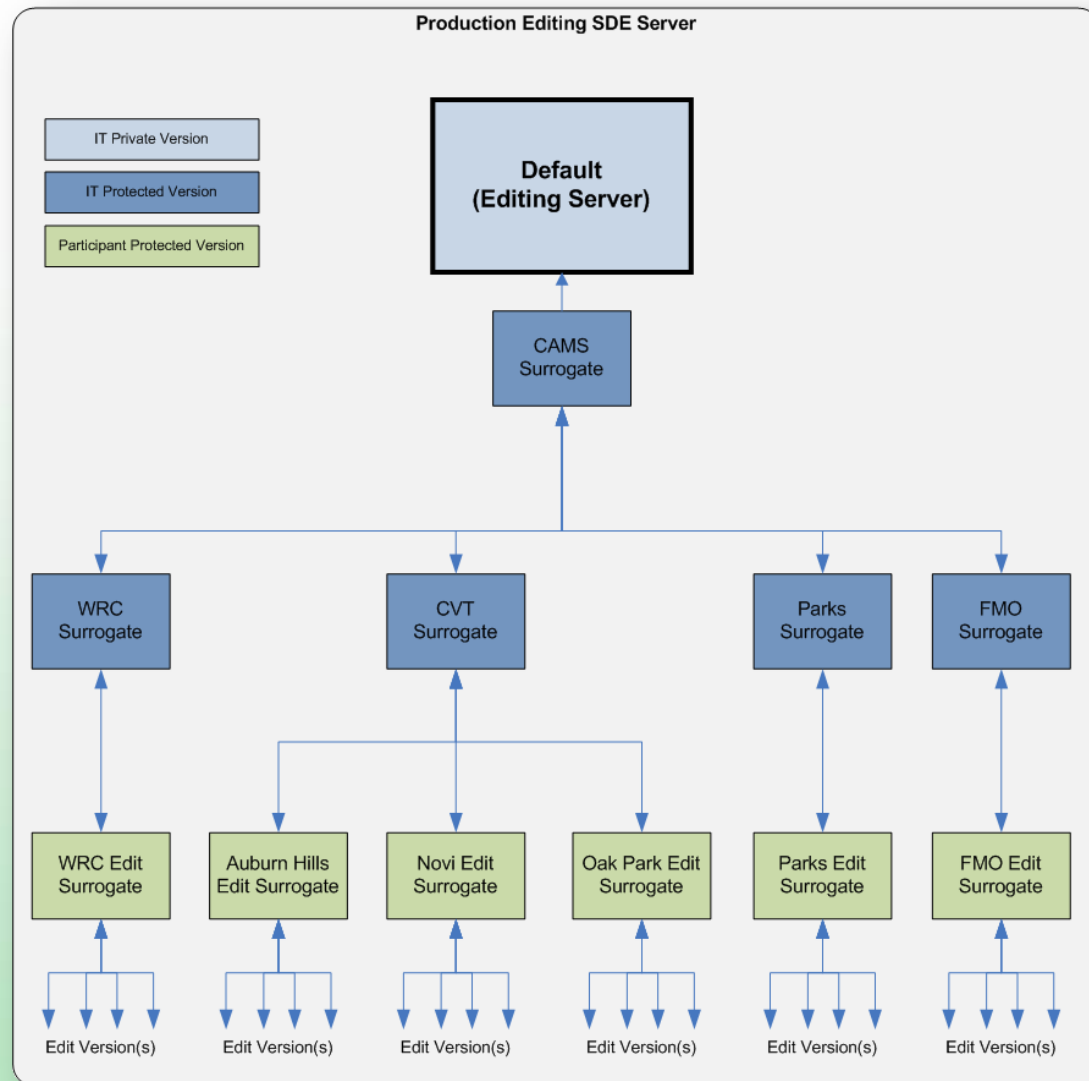 Production Editing SDE Server
IT Private Version
IT Protected Version
Participant Protected Version
Default
(Editing Server)
CAMS
Surrogate
WRC
Surrogate
CVT
Surrogate
Parks
Surrogate
FMO
Surrogate
WRC Edit
Surrogate
Auburn Hills
Edit Surrogate
Novi Edit
Surrogate
Oak Park Edit
Surrogate
Parks Edit
Surrogate
FMO Edit
Surrogate
Edit Version(s)
Edit Version(s)
Edit Version(s)
Edit Version(s)
Edit Version(s)
Edit Version(s)